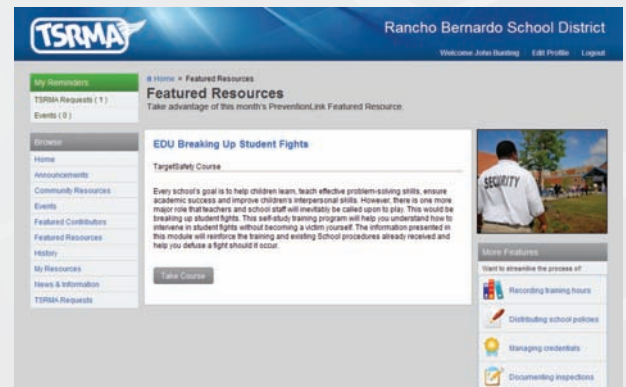 TSRMA
Rancho Bernardo School District
Welcome John Bunting Edit Profile Logout
My Reminders
TSRMA Requests ( 1 )
Events ( 0 )
Browse
Home
Announcements
Community Resources
Events
Featured Contributors
Featured Resources
History
My Resources
News & Information
TSRMA Requests
Home » Featured Resources
Featured Resources
Take advantage of this month's PreventionLink Featured Resource.
EDU Breaking Up Student Fights
TargetSafety Course
Every school's goal is to help children learn, teach effective problem-solving skills, ensure
academic success and improve children's interpersonal skills. However, there is one more
major role that teachers and school staff will inevitably be called upon to play. This would be
breaking up student fights. This self-study training program will help you understand how to
intervene in student fights without becoming a victim yourself. The information presented in
this module will reinforce the training and existing School procedures already received and
help you defuse a fight should it occur.
Take Course
SECURITY
More Features
Want to streamline the process of:
Recording training hours
Distributing school policies
Managing credentials
Documenting inspections